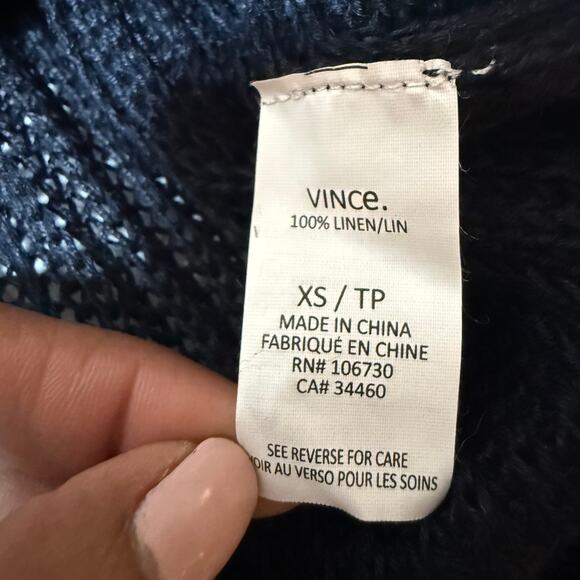 VINCE.
100% LINEN/LIN
XS / TP
MADE IN CHINA
FABRIQUÉ EN CHINE
RN# 106730
CA# 34460
SEE REVERSE FOR CARE
VOIR AU VERSO POUR LES SOINS